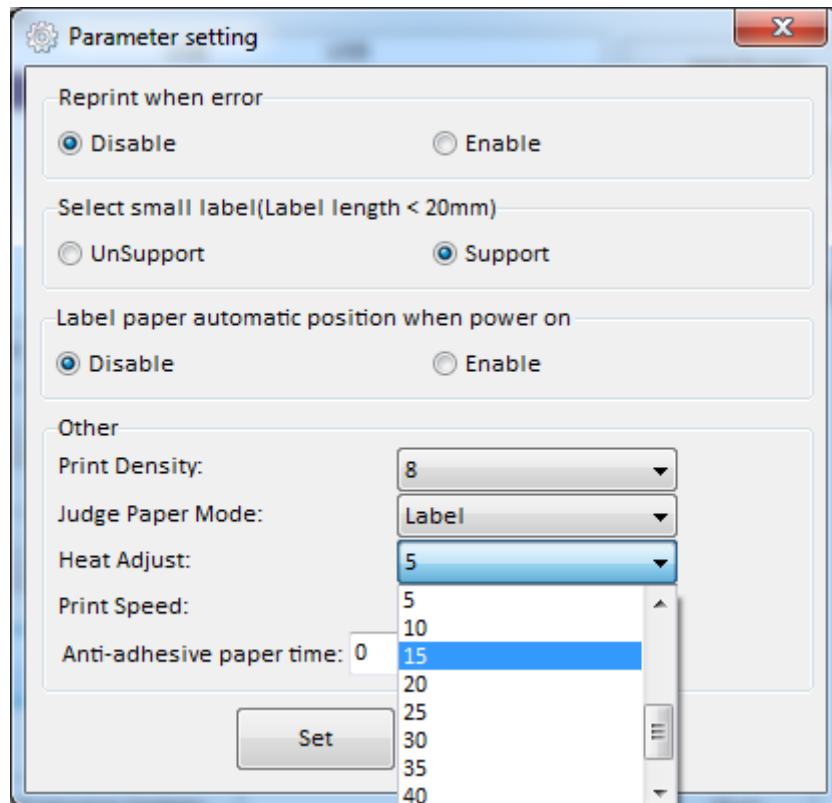 Parameter setting
Reprint when error
Disable Enable
Select small label(Label length < 20mm)
UnSupport Support
Label paper automatic position when power on
Disable Enable
Other
Print Density: 8
Judge Paper Mode: Label
Heat Adjust: 5
Print Speed: 5
10
Anti-adhesive paper time: 0 15
20
25
Set 30
35
40